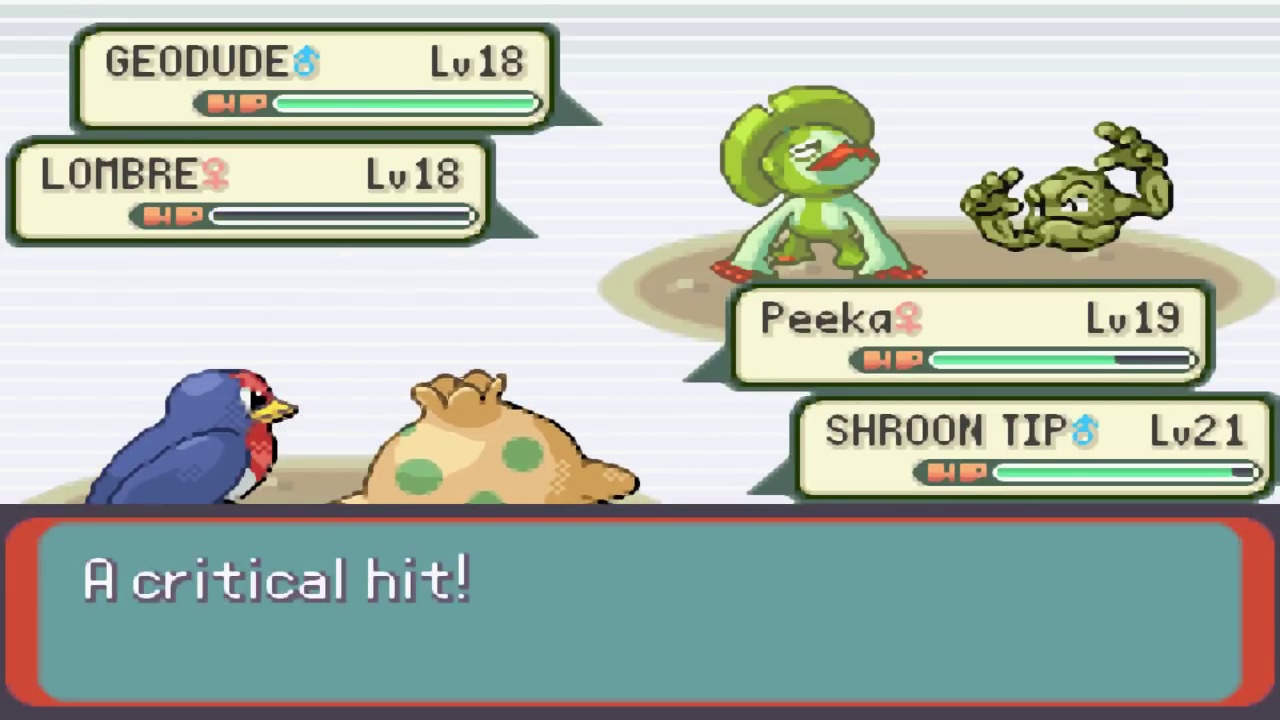 GEODUDE♂ Lv18
HP
LOMBRE♀ Lv18
HP
Peeka♀ Lv19
HP
SHROON TIP♂ Lv21
HP
A critical hit!